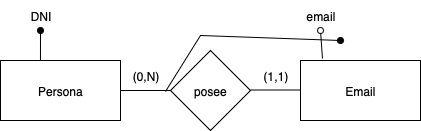 DNI
email
(0,N)
(1,1)
Persona
posee
Email